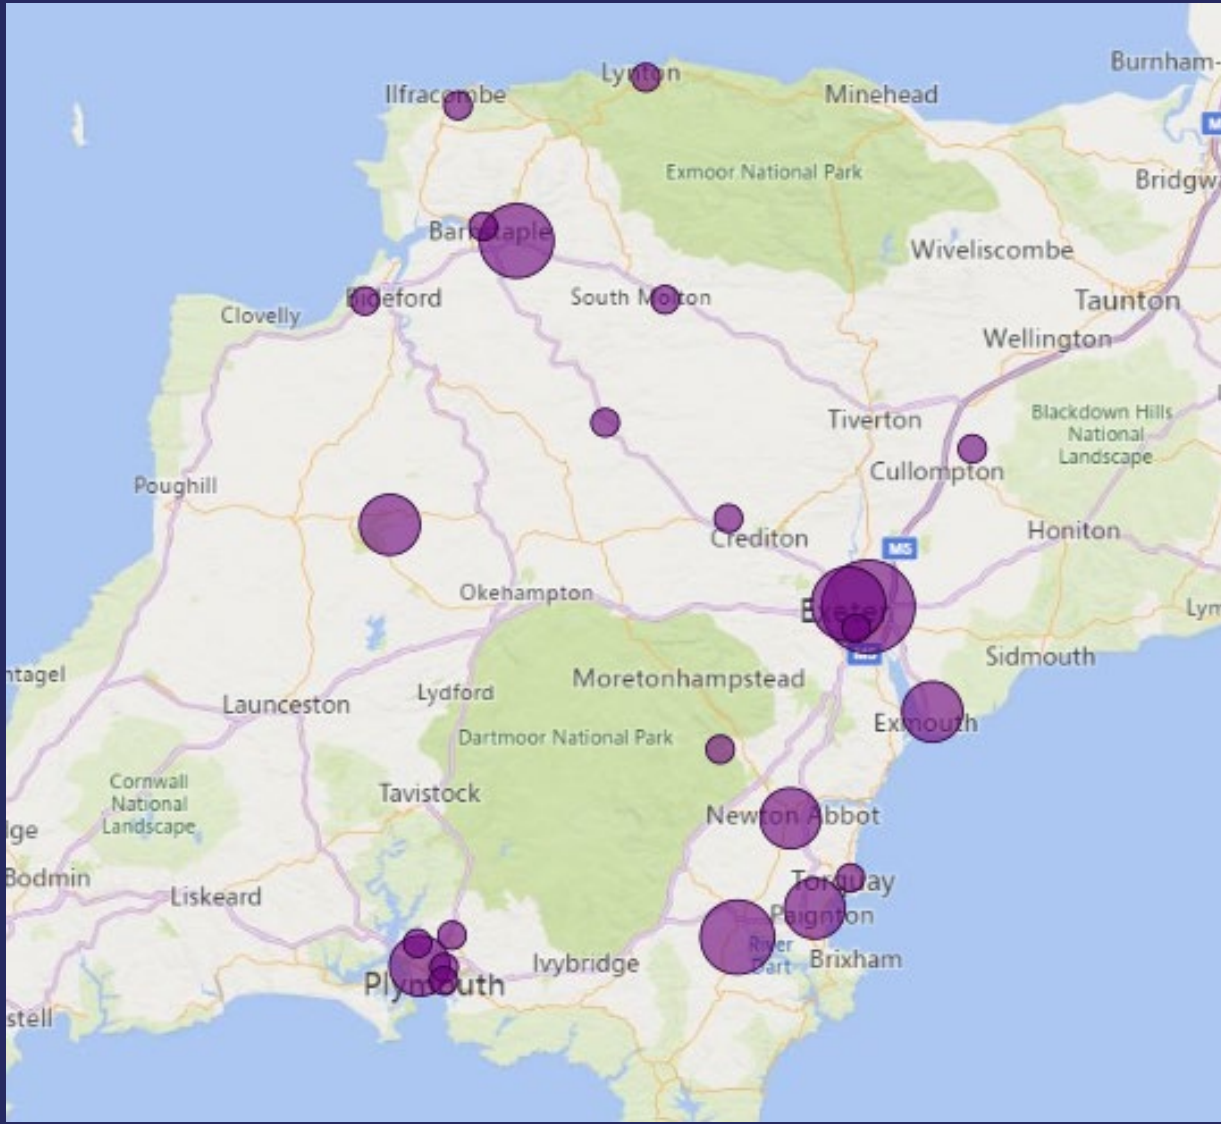 Burnham-
Lynton
Ilfracombe
Minehead
M
Exmoor National Park
Bridgw
Barnstaple
Wiveliscombe
Bideford
South Molton
Taunton
Clovelly
Wellington
Blackdown Hills
National
Landscape
Tiverton
Cullompton
Poughill
Crediton
Honiton
M5
Okehampton
Exeter
Lym
M5
Sidmouth
ntagel
Moretonhampstead
Lydford
Launceston
Exmouth
Dartmoor National Park
Cornwall
National
Landscape
Tavistock
Newton Abbot
lge
Bodmin
Torquay
Liskeard
Paignton
River
Dart
Ivybridge
Brixham
Plymouth
stell